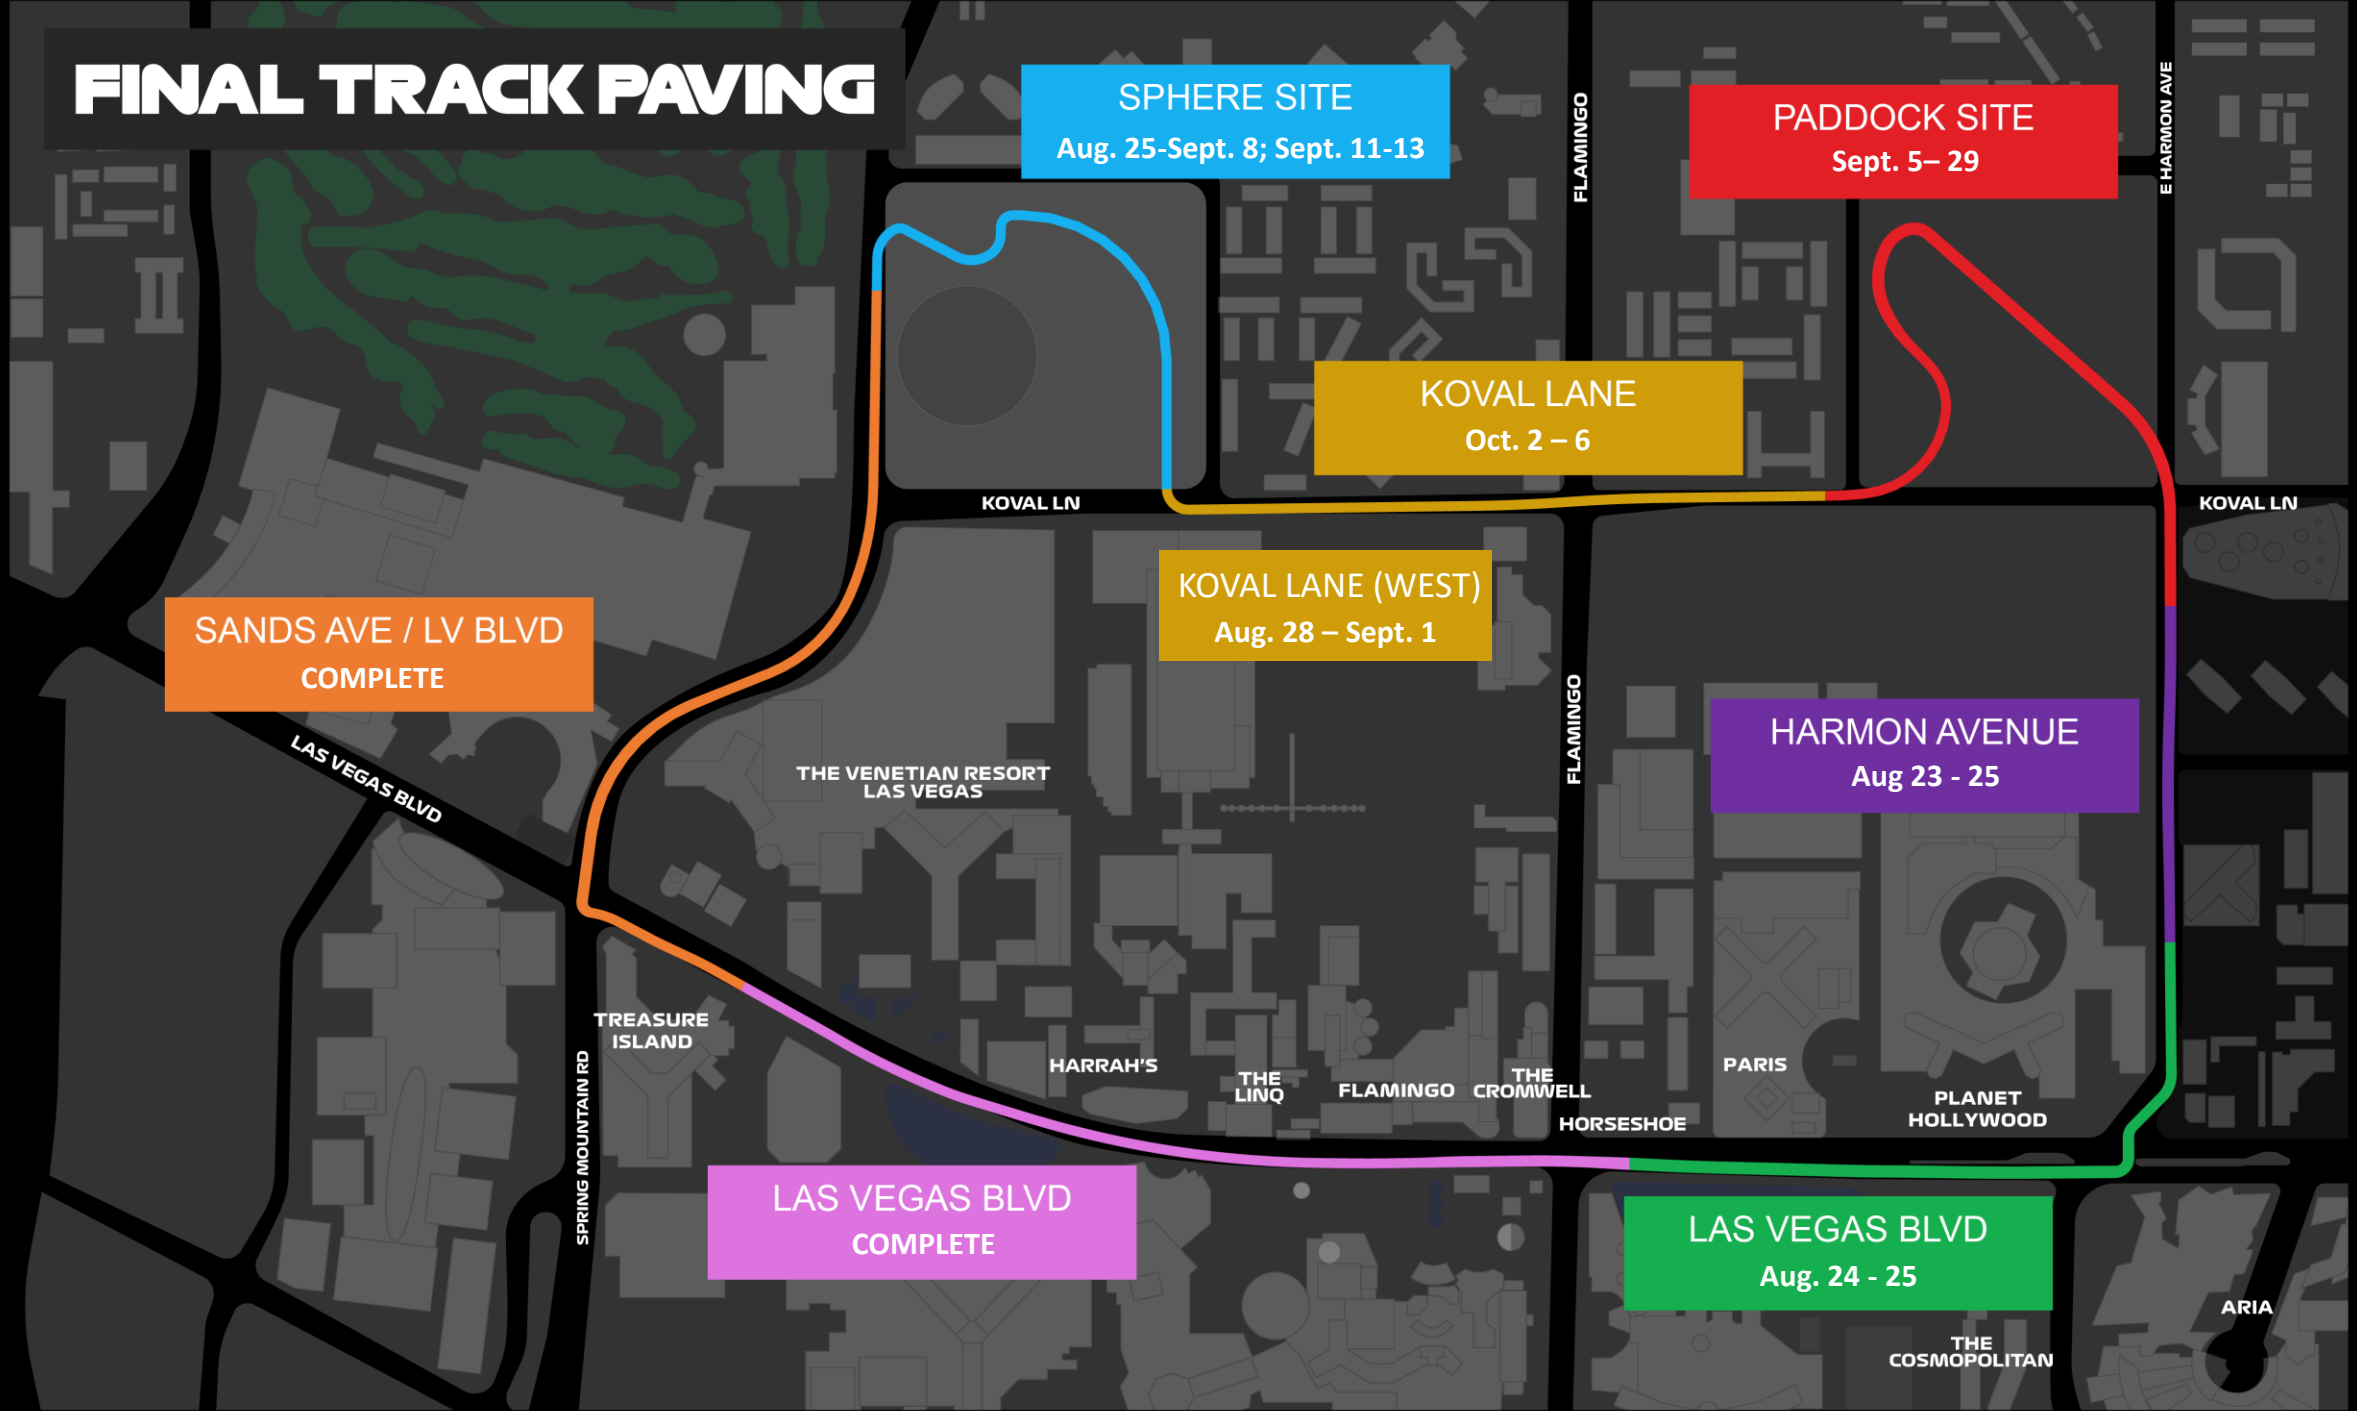 FINAL TRACK PAVING
SPHERE SITE
Aug. 25-Sept. 8; Sept. 11-13
FLAMINGO
PADDOCK SITE
Sept. 5– 29
E HARMON AVE
KOVAL LANE
Oct. 2 – 6
KOVAL LN
KOVAL LN
KOVAL LANE (WEST)
Aug. 28 – Sept. 1
SANDS AVE / LV BLVD
COMPLETE
LAS VEGAS BLVD
THE VENETIAN RESORT
LAS VEGAS
FLAMINGO
HARMON AVENUE
Aug 23 - 25
TREASURE
ISLAND
SPRING MOUNTAIN RD
HARRAH'S
THE
LINQ
FLAMINGO
THE
CROMWELL
HORSESHOE
PARIS
PLANET
HOLLYWOOD
LAS VEGAS BLVD
COMPLETE
LAS VEGAS BLVD
Aug. 24 - 25
ARIA
THE
COSMOPOLITAN